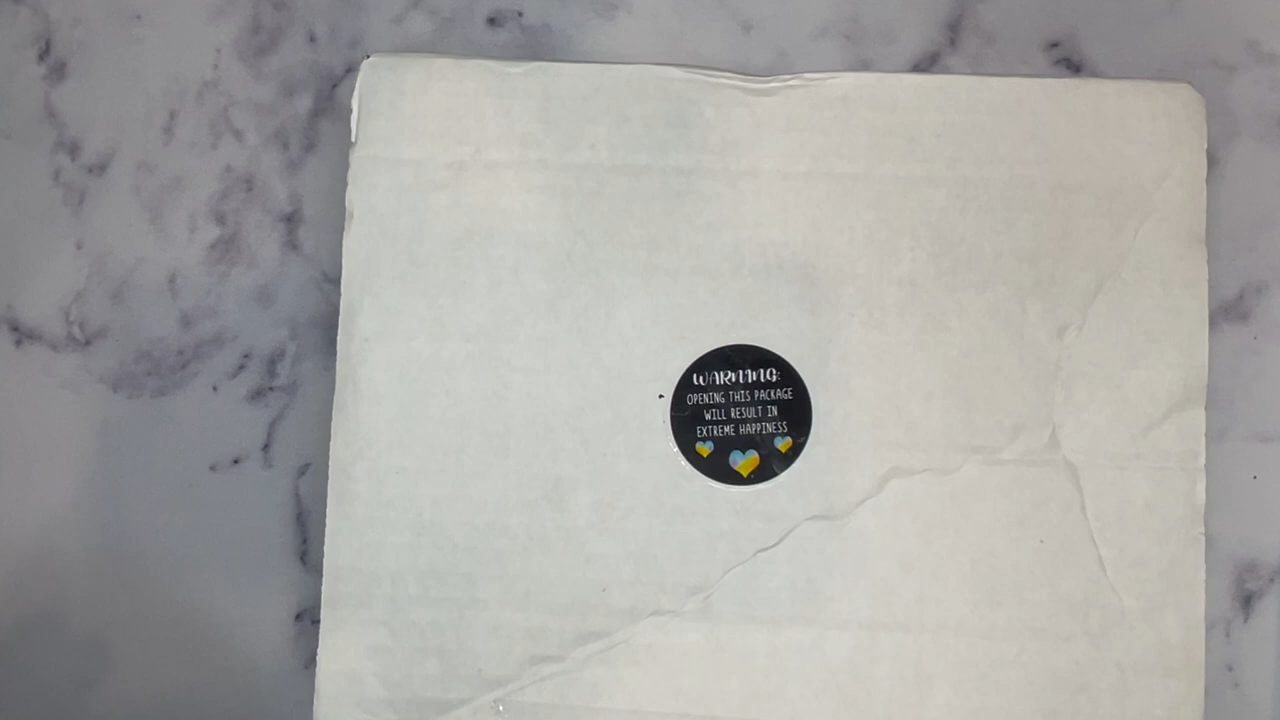 WARNING:
OPENING THIS PACKAGE
WILL RESULT IN
EXTREME HAPPINESS